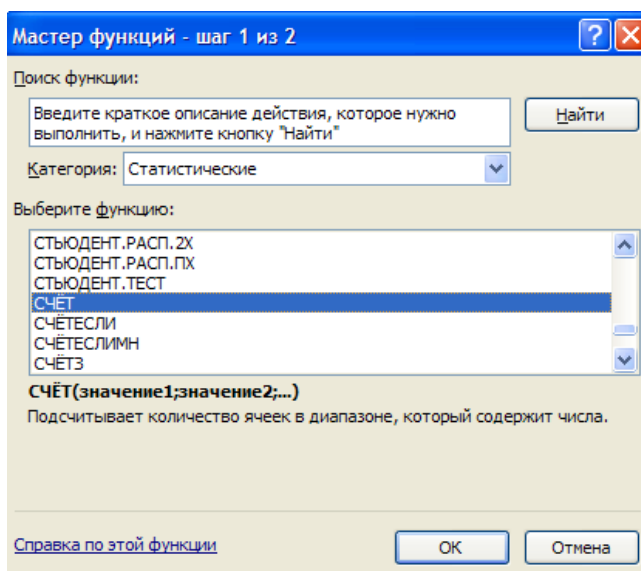 Мастер функций - шаг 1 из 2
Поиск функции:
Введите краткое описание действия, которое нужно
выполнить, и нажмите кнопку "Найти"
Найти
Категория: Статистические
Выберите функцию:
СТЬЮДЕНТ.РАСП.2Х
СТЬЮДЕНТ.РАСП.ПХ
СТЬЮДЕНТ.ТЕСТ
СЧЁТ
СЧЁТЕСЛИ
СЧЁТЕСЛИМН
СЧЁТЗ
СЧЁТ(значение1;значение2;...)
Подсчитывает количество ячеек в диапазоне, который содержит числа.
Справка по этой функции
ОК
Отмена